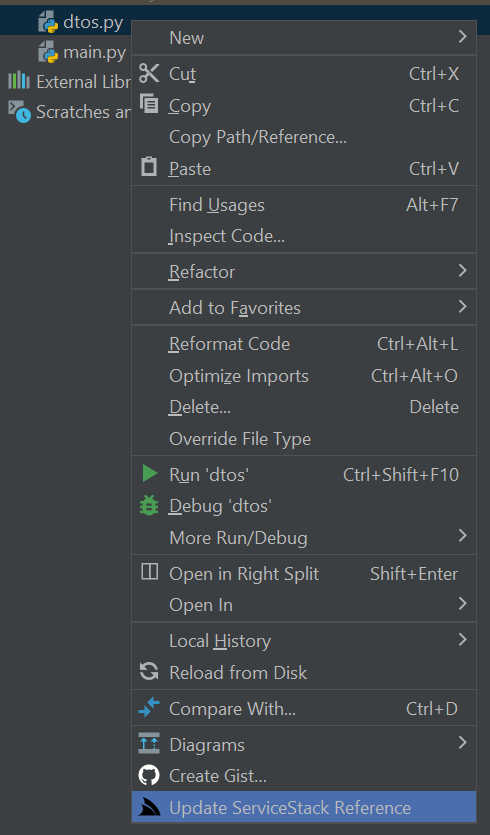 dtos.py
main.py
External Libr
Scratches an
New
Cut Ctrl+X
Copy Ctrl+C
Copy Path/Reference...
Paste Ctrl+V
Find Usages Alt+F7
Inspect Code...
Refactor
Add to Favorites
Reformat Code Ctrl+Alt+L
Optimize Imports Ctrl+Alt+O
Delete... Delete
Override File Type
Run 'dtos' Ctrl+Shift+F10
Debug 'dtos'
More Run/Debug
Open in Right Split Shift+Enter
Open In
Local History
Reload from Disk
Compare With... Ctrl+D
Diagrams
Create Gist...
Update ServiceStack Reference